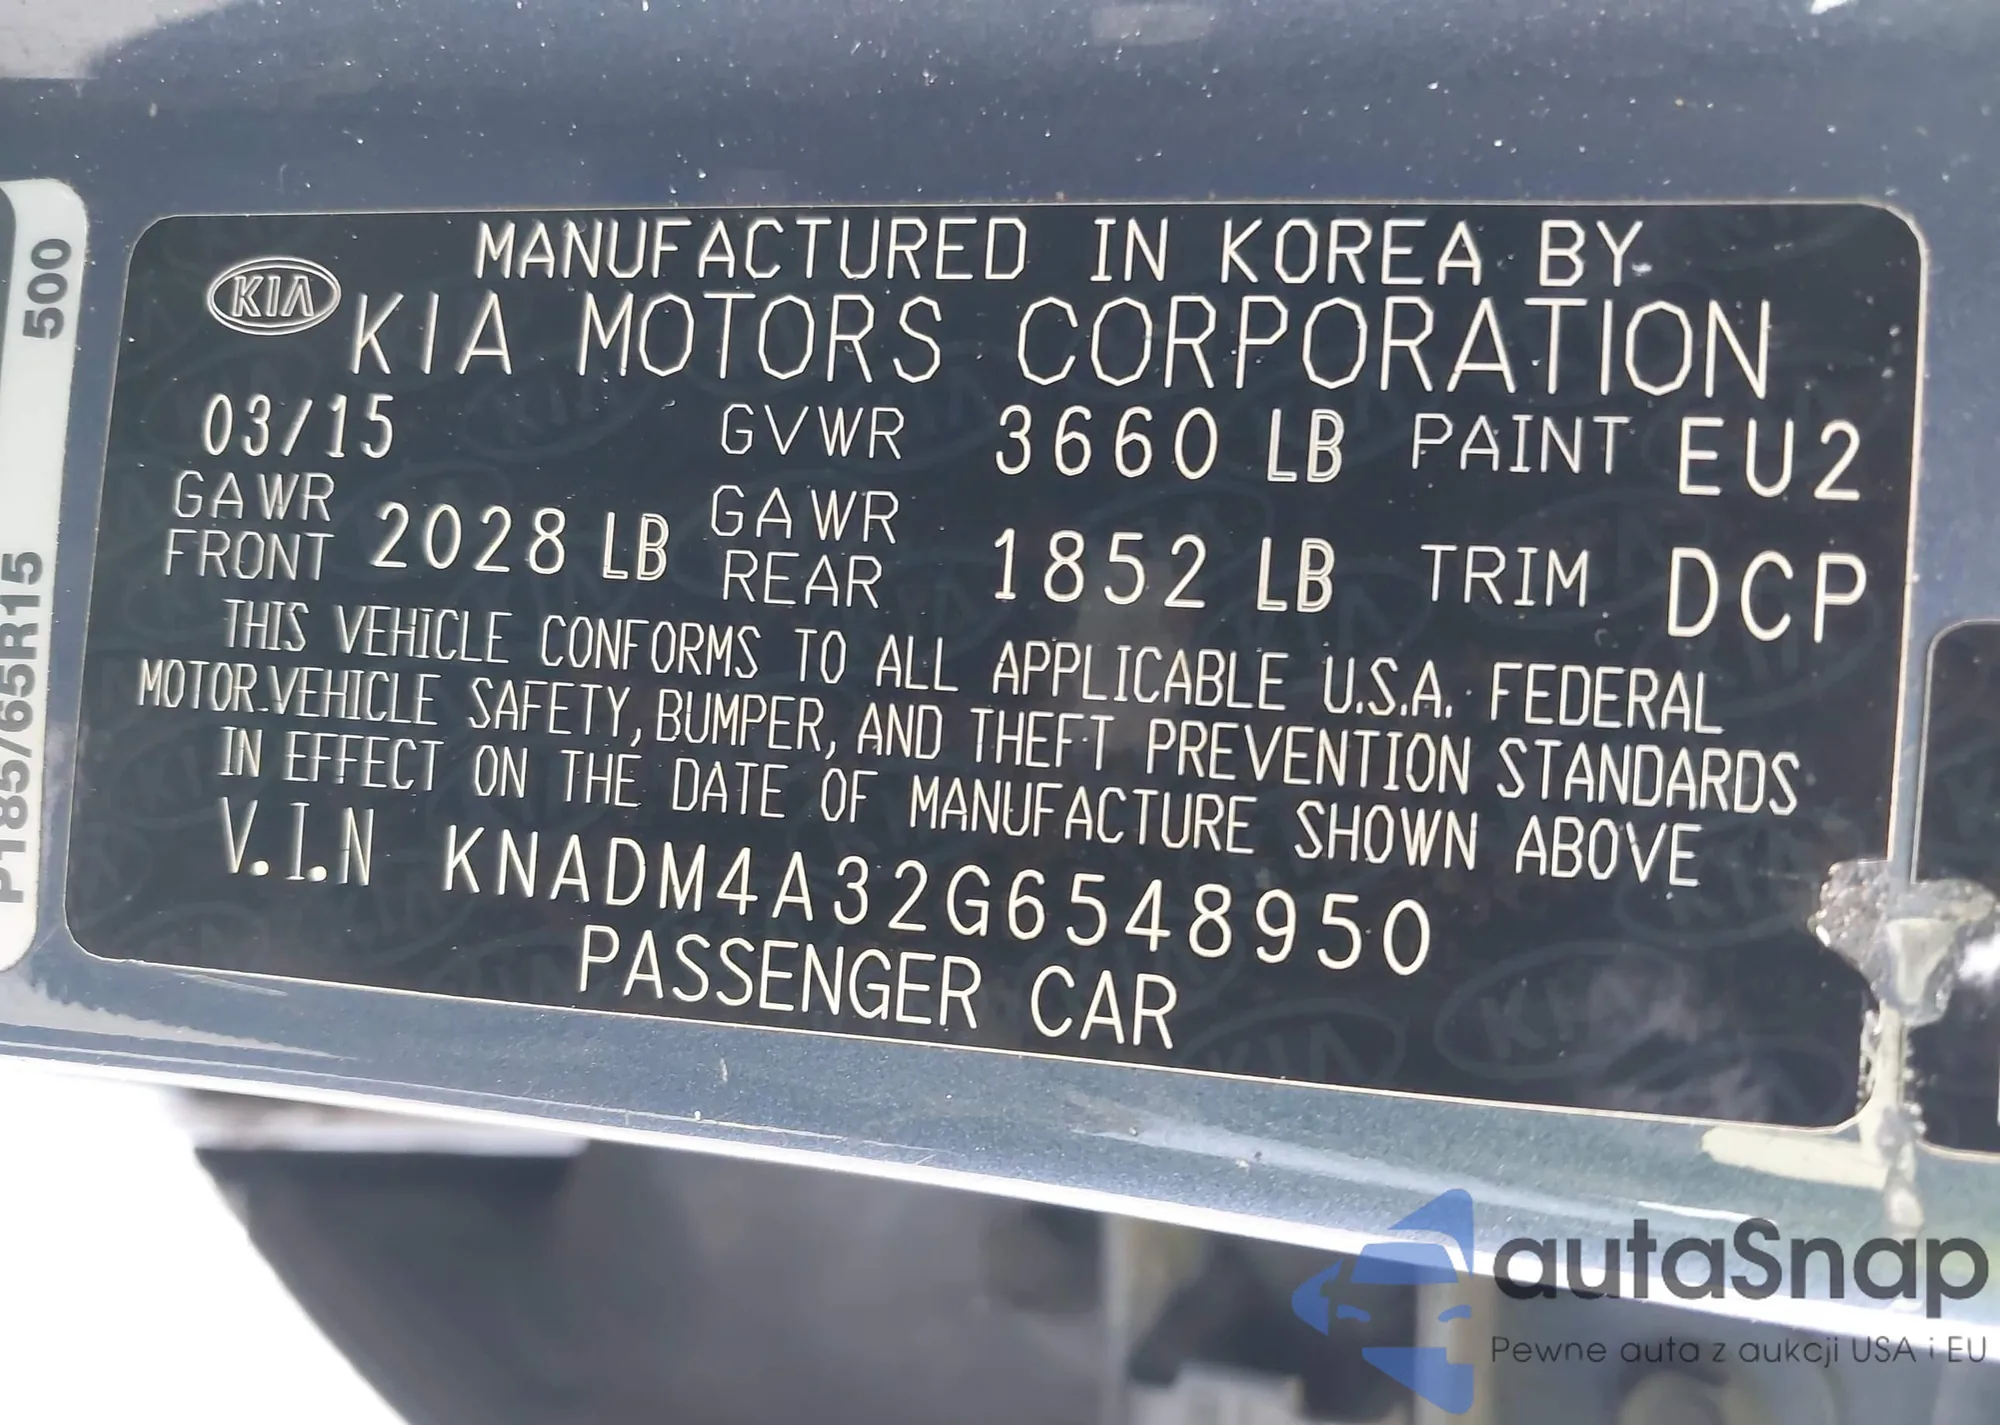 MANUFACTURED IN KOREA BY
KIA KIA MOTORS CORPORATION
03/15 GVWR 3660 LB PAINT EU2
GAWR FRONT 2028 LB GAWR REAR 1852 LB TRIM DCP
THIS VEHICLE CONFORMS TO ALL APPLICABLE U.S.A. FEDERAL
MOTOR VEHICLE SAFETY, BUMPER, AND THEFT PREVENTION STANDARDS
IN EFFECT ON THE DATE OF MANUFACTURE SHOWN ABOVE
V.I.N KNADM4A32G6548950
PASSENGER CAR
P185/65R15 500
autaSnap
Pewne auta z aukcji USA i EU